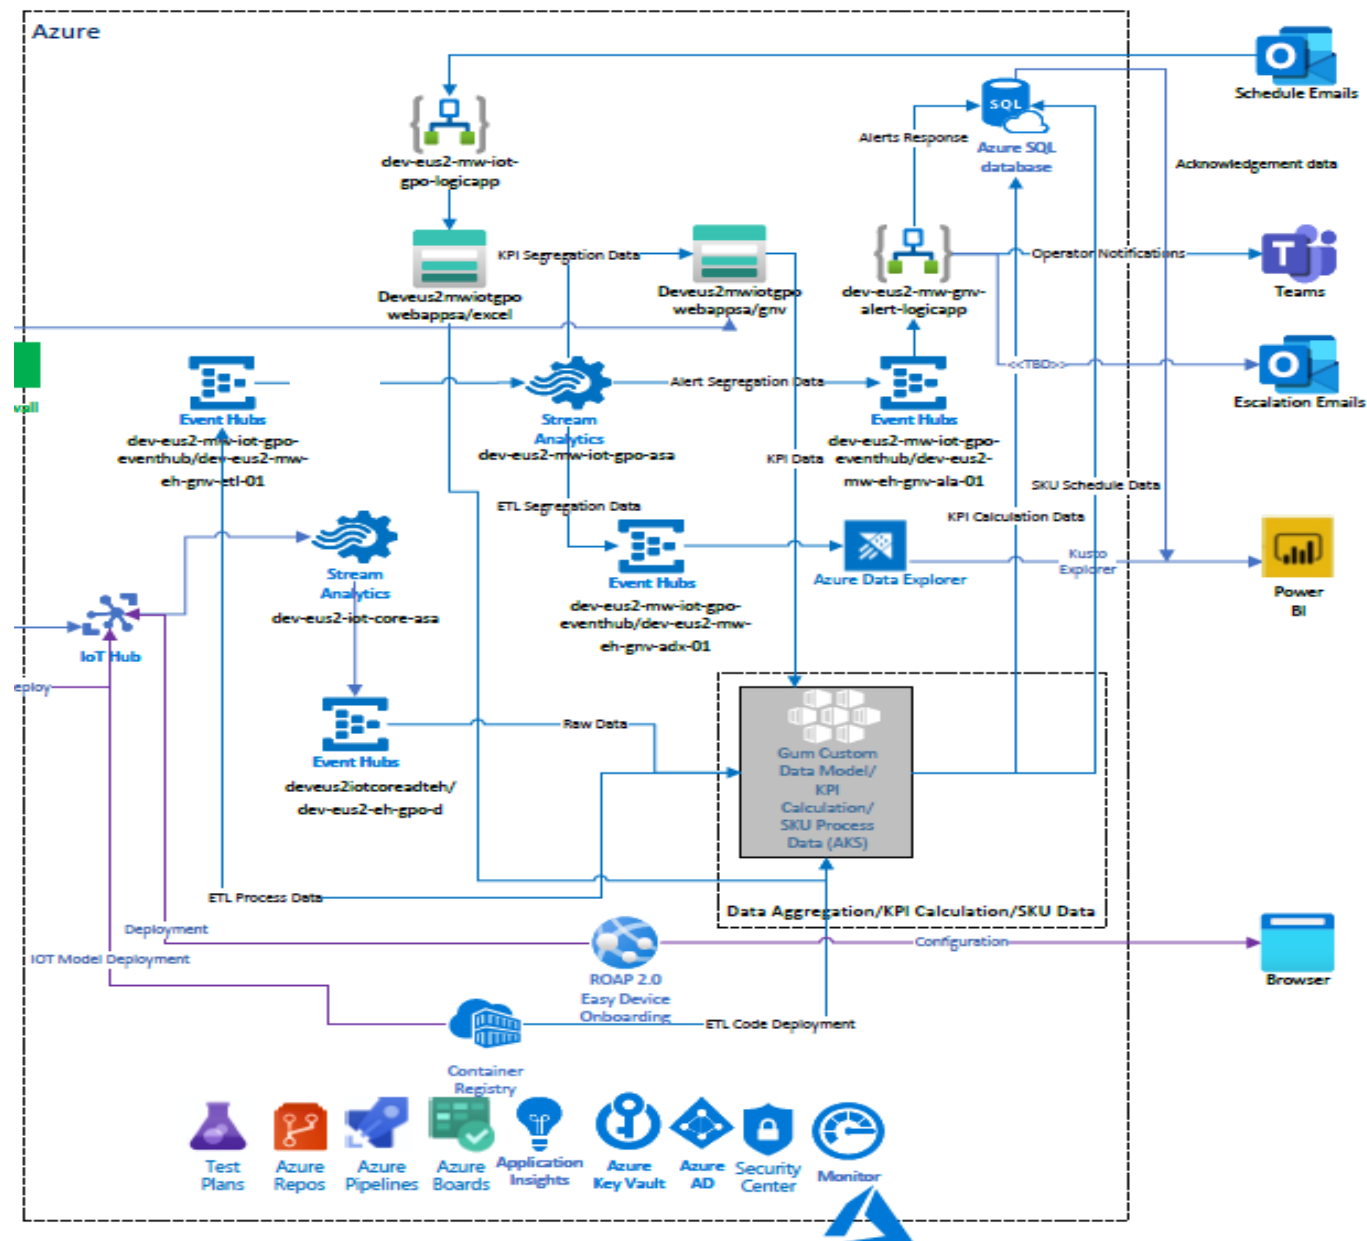 Azure
Schedule Emails
dev-eus2-mw-iot-
gpo-logicapp
SQL
Azure SQL
database
Alerts Response
Acknowledgement data
KPI Segregation Data
Deveus2mwiotgpo
webappsa/excel
Deveus2mwiotgpo
webappsa/gnv
dev-eus2-mw-gnv-
alert-logicapp
Operator Notifications
Teams
<<TBD>>
Escalation Emails
wall
Event Hubs
dev-eus2-mw-iot-gpo-
eventhub/dev-eus2-mw-
eh-gnv-etl-01
Stream
Analytics
dev-eus2-mw-iot-gpo-asa
Alert Segregation Data
Event Hubs
dev-eus2-mw-iot-gpo-
eventhub/dev-eus2-
mw-eh-gnv-ala-01
KPI Data
SKU Schedule Data
KPI Calculation Data
ETL Segregation Data
Stream
Analytics
dev-eus2-iot-core-asa
Event Hubs
dev-eus2-mw-iot-gpo-
eventhub/dev-eus2-mw-
eh-gnv-adx-01
Azure Data Explorer
Kusto
Explorer
Power
BI
IoT Hub
eploy
Event Hubs
deveus2iotcoreadteh/
dev-eus2-eh-gpo-d
Raw Data
Gum Custom
Data Model/
KPI
Calculation/
SKU Process
Data (AKS)
Data Aggregation/KPI Calculation/SKU Data
ETL Process Data
Deployment
IOT Model Deployment
ROAP 2.0
Easy Device
Onboarding
Configuration
Browser
ETL Code Deployment
Container
Registry
Test
Plans
Azure
Repos
Azure
Pipelines
Azure
Boards
Application
Insights
Azure
Key Vault
Azure
AD
Security
Center
Monitor